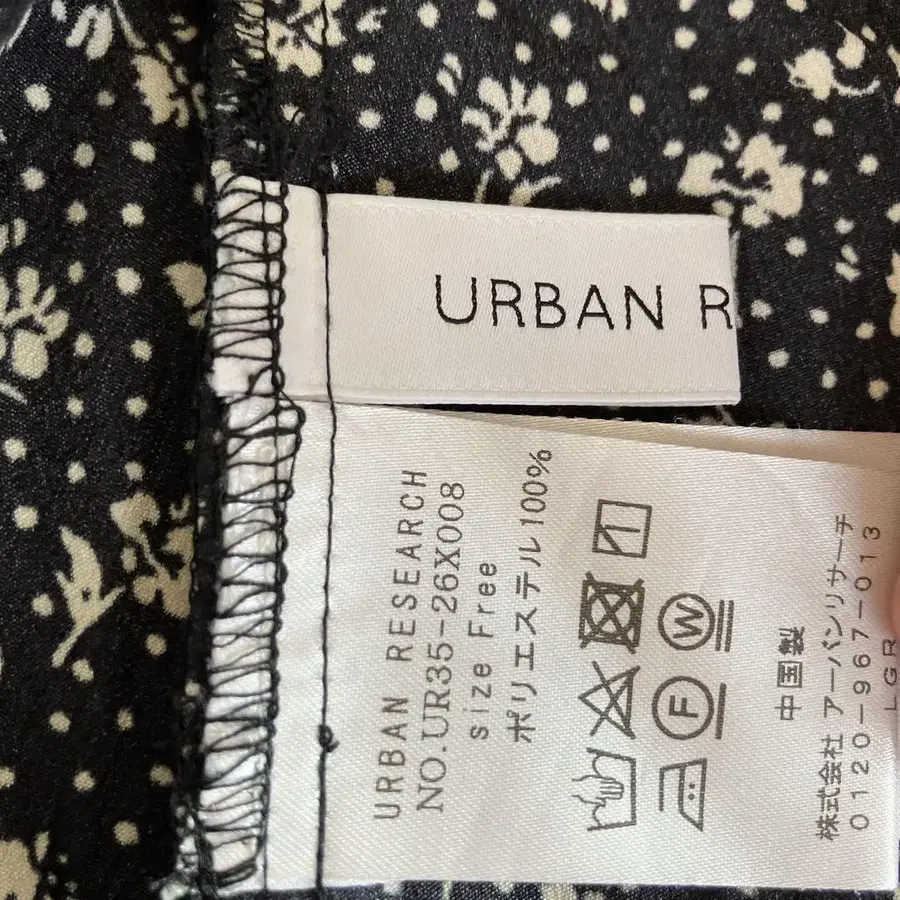 URBAN R
URBAN RESEARCH
NO.UR35-26X008
size Free
ポリエステル100%
W
F
中国製
株式会社 アーバンリサーチ
0120-967-013
LGR